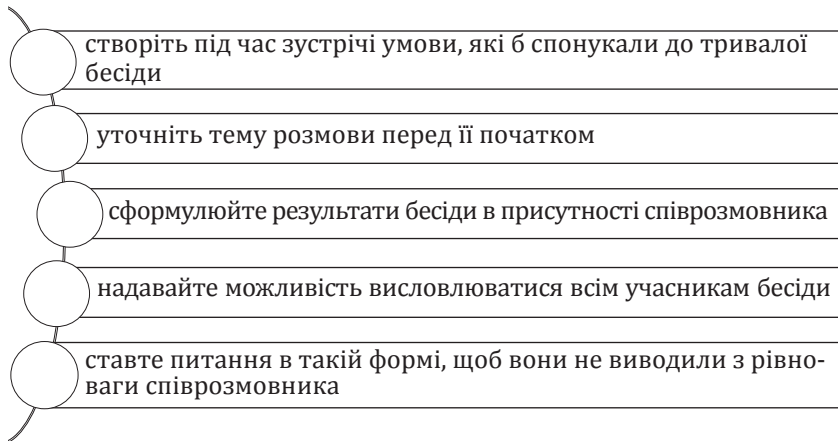 створіть під час зустрічі умови, які б спонукали до тривалої
бесіди
уточніть тему розмови перед її початком
сформулюйте результати бесіди в присутності співрозмовника
надавайте можливість висловлюватися всім учасникам бесіди
ставте питання в такій формі, щоб вони не виводили з рівно-
ваги співрозмовника